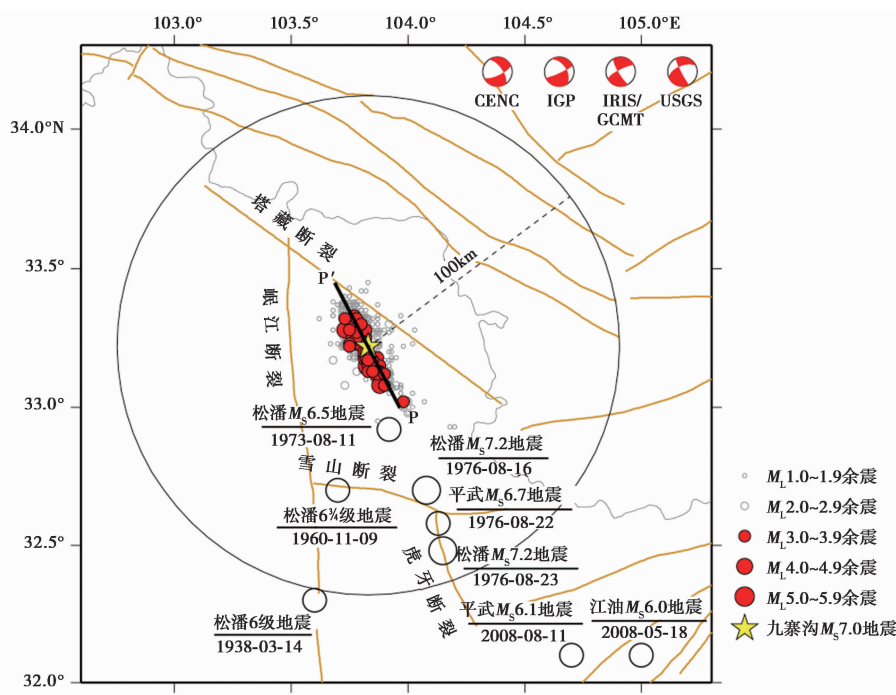 103.0°
103.5°
104.0°
104.5°
105.0°E
CENC
IGP
IRIS/
GCMT
USGS
34.0°N
33.5°
33.0°
32.5°
32.0°
塔藏断裂
100km
P′
岷江断裂
P
松潘Ms6.5地震
1973-08-11
松潘Ms7.2地震
1976-08-16
雪山断裂
平武Ms6.7地震
1976-08-22
松潘6¾级地震
1960-11-09
虎牙断裂
松潘Ms7.2地震
1976-08-23
平武Ms6.1地震
2008-08-11
江油Ms6.0地震
2008-05-18
松潘6级地震
1938-03-14
ML1.0~1.9余震
ML2.0~2.9余震
ML3.0~3.9余震
ML4.0~4.9余震
ML5.0~5.9余震
九寨沟Ms7.0地震